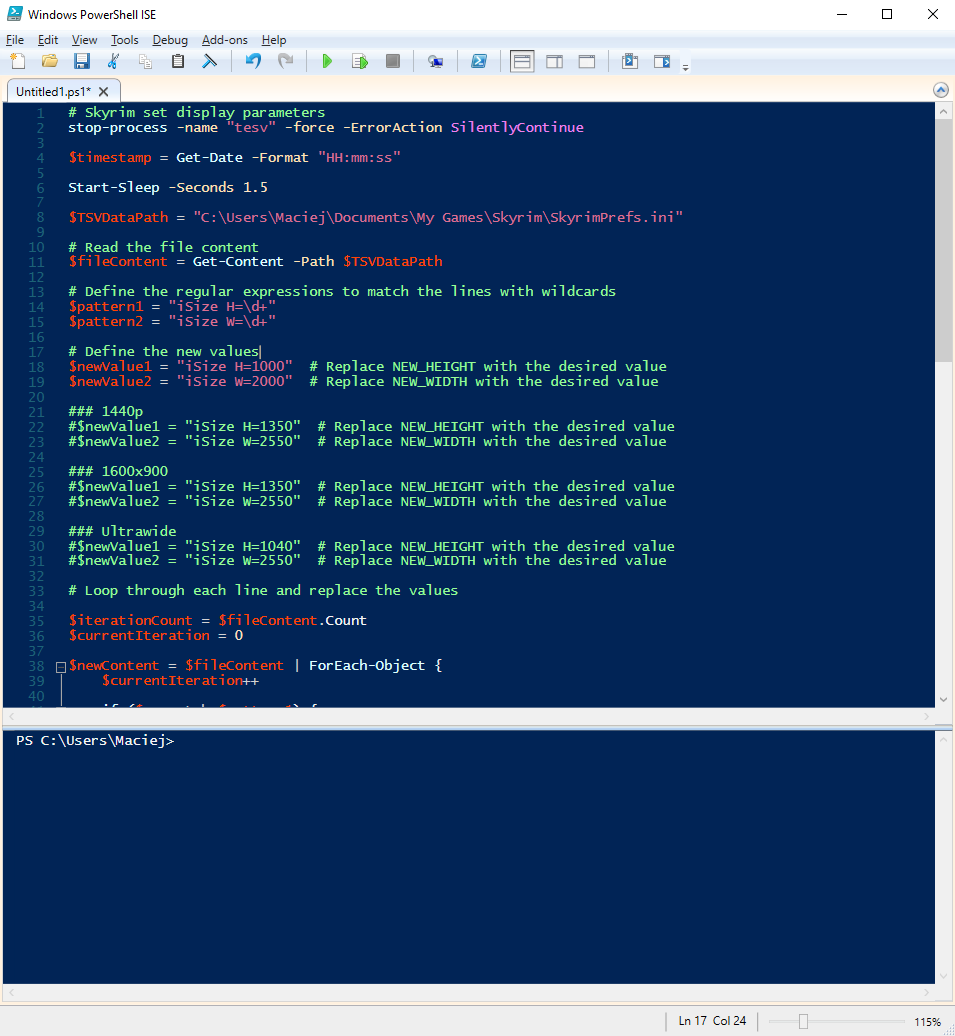 Windows PowerShell ISE
File Edit View Tools Debug Add-ons Help
Untitled1.ps1*
1 # Skyrim set display parameters
2 stop-process -name "tesv" -force -ErrorAction SilentlyContinue
3
4 $timestamp = Get-Date -Format "HH:mm:ss"
5
6 Start-Sleep -Seconds 1.5
7
8 $TSVDataPath = "C:\Users\Maciej\Documents\My Games\Skyrim\SkyrimPrefs.ini"
9
10 # Read the file content
11 $fileContent = Get-Content -Path $TSVDataPath
12
13 # Define the regular expressions to match the lines with wildcards
14 $pattern1 = "iSize H=\d+"
15 $pattern2 = "iSize W=\d+"
16
17 # Define the new values
18 $newValue1 = "iSize H=1000"  # Replace NEW_HEIGHT with the desired value
19 $newValue2 = "iSize W=2000"  # Replace NEW_WIDTH with the desired value
20
21 ### 1440p
22 #$newValue1 = "iSize H=1350"  # Replace NEW_HEIGHT with the desired value
23 #$newValue2 = "iSize W=2550"  # Replace NEW_WIDTH with the desired value
24
25 ### 1600x900
26 #$newValue1 = "iSize H=1350"  # Replace NEW_HEIGHT with the desired value
27 #$newValue2 = "iSize W=2550"  # Replace NEW_WIDTH with the desired value
28
29 ### Ultrawide
30 #$newValue1 = "iSize H=1040"  # Replace NEW_HEIGHT with the desired value
31 #$newValue2 = "iSize W=2550"  # Replace NEW_WIDTH with the desired value
32
33 # Loop through each line and replace the values
34
35 $iterationCount = $fileContent.Count
36 $currentIteration = 0
37
38 $newContent = $fileContent | ForEach-Object {
39 $currentIteration++
40
PS C:\Users\Maciej>
Ln 17 Col 24
115%